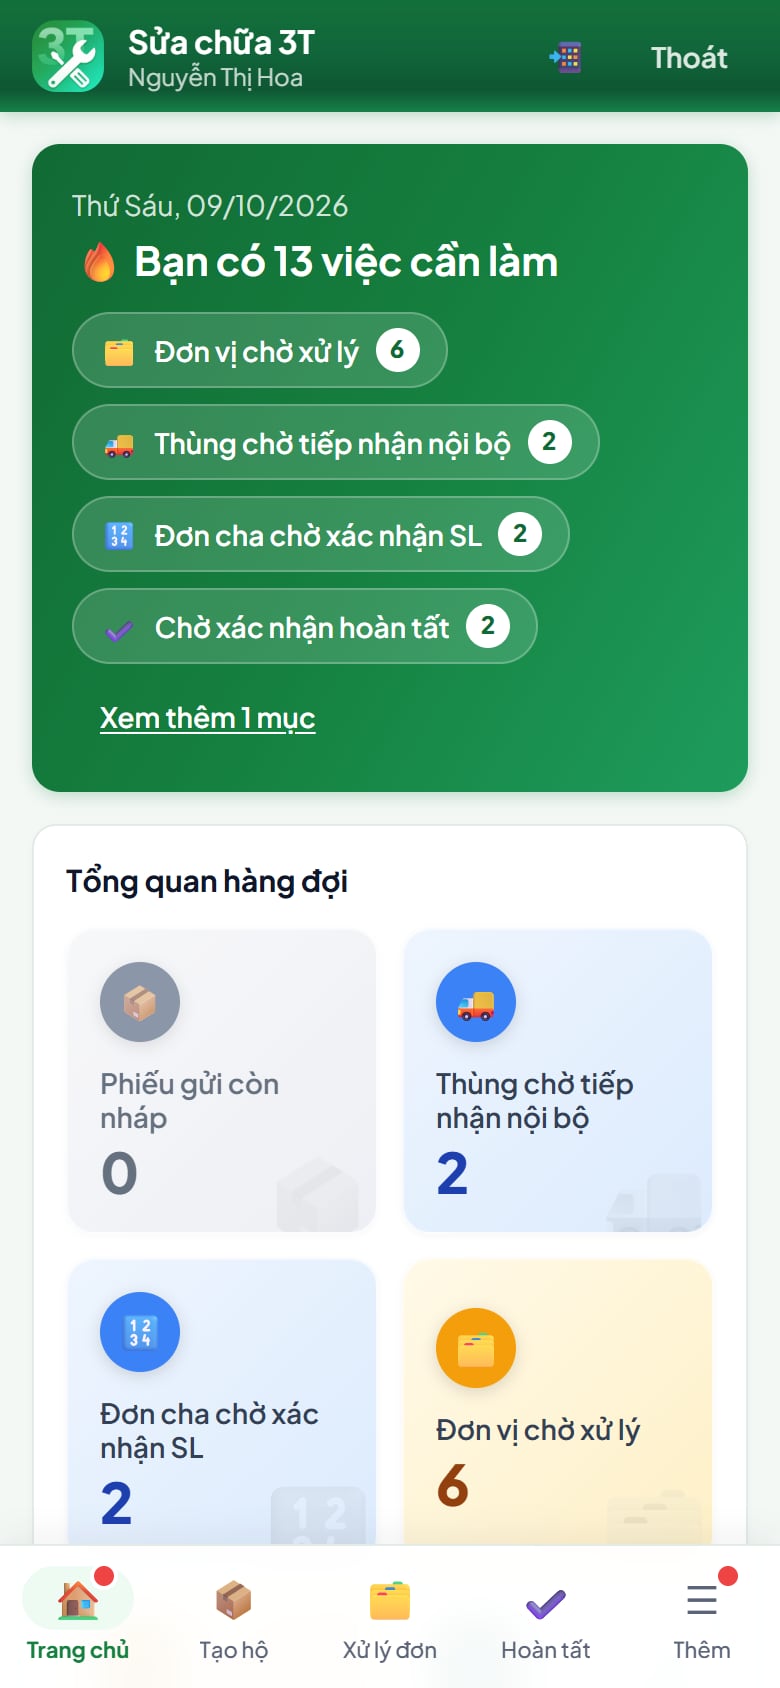 3T
Sửa chữa 3T
Nguyễn Thị Hoa
Thoát
Thứ Sáu, 09/10/2026
Bạn có 13 việc cần làm
Đơn vị chờ xử lý 6
Thùng chờ tiếp nhận nội bộ 2
Đơn cha chờ xác nhận SL 2
Chờ xác nhận hoàn tất 2
Xem thêm 1 mục
Tổng quan hàng đợi
Phiếu gửi còn
nháp
0
Thùng chờ tiếp
nhận nội bộ
2
Đơn cha chờ xác
nhận SL
2
Đơn vị chờ xử lý
6
Trang chủ
Tạo hộ
Xử lý đơn
Hoàn tất
Thêm